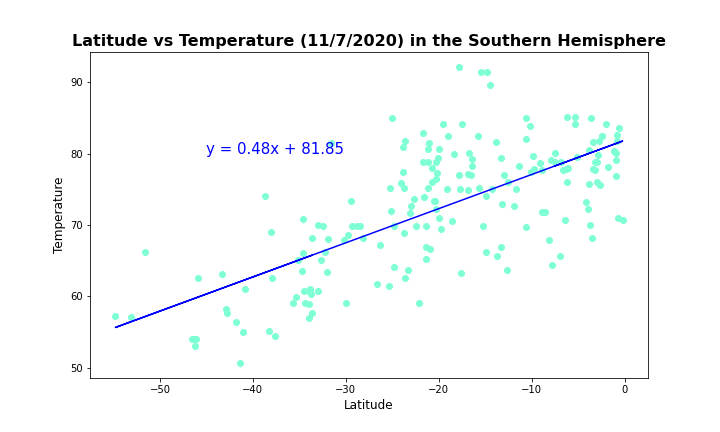 Latitude vs Temperature (11/7/2020) in the Southern Hemisphere
90
y = 0.48x + 81.85
80
Temperature
70
60
50
−50 −40 −30 −20 −10 0
Latitude